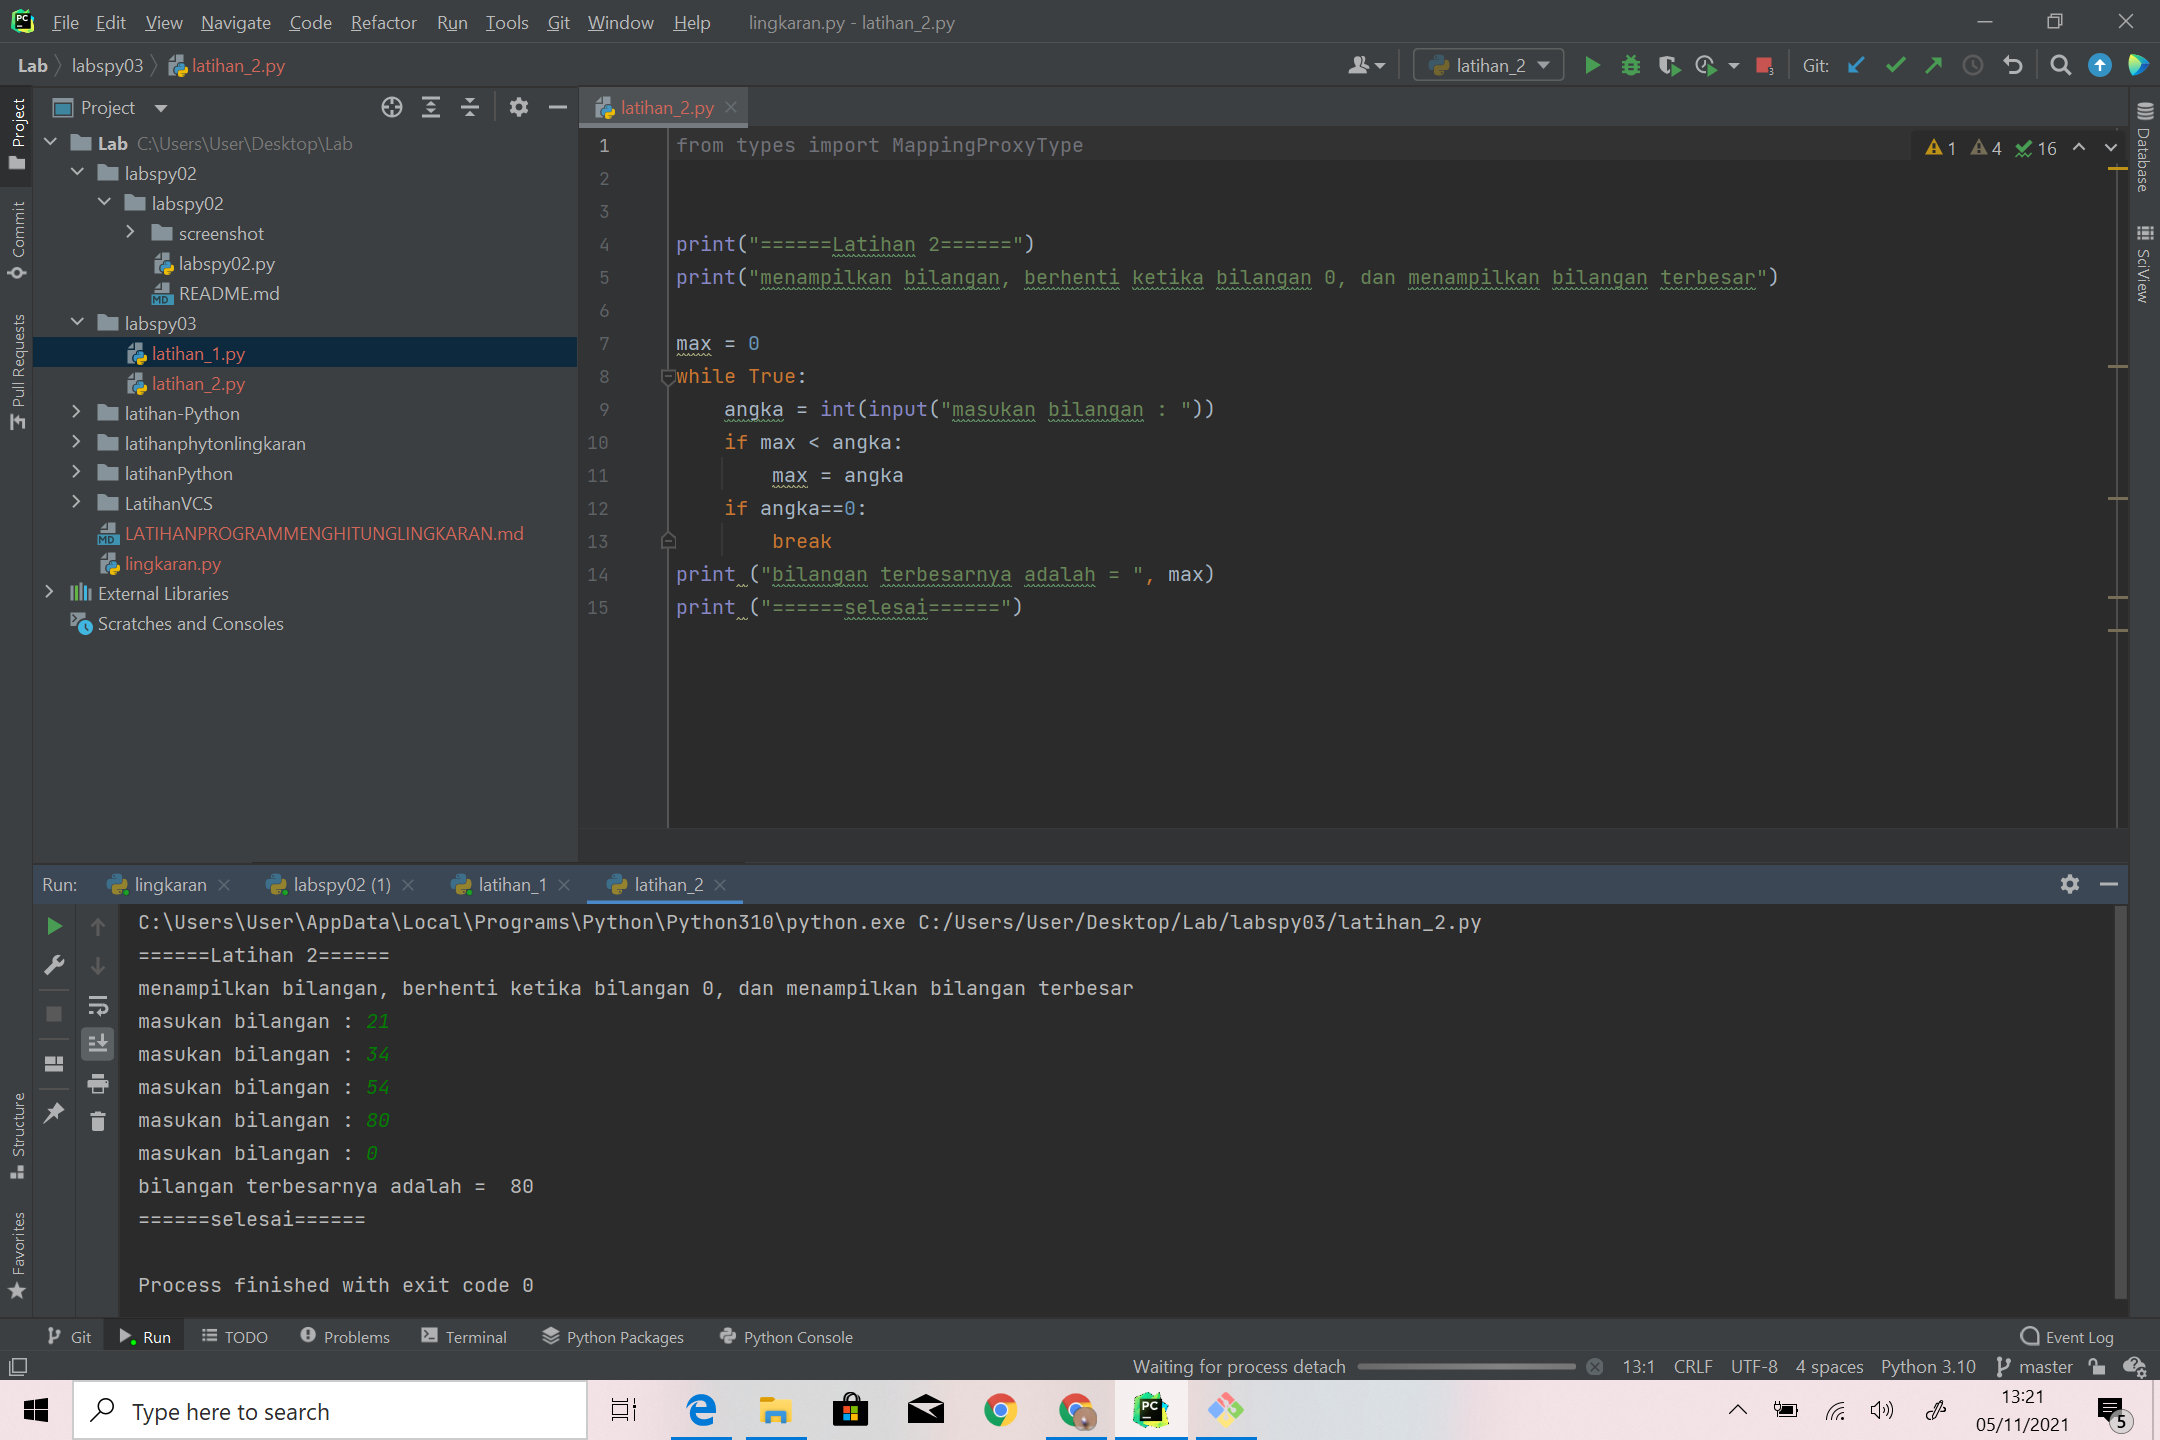 File Edit View Navigate Code Refactor Run Tools Git Window Help lingkaran.py - latihan_2.py
Lab labspy03 latihan_2.py latihan_2 Git:
Project latihan_2.py
Lab C:\Users\User\Desktop\Lab
labspy02
labspy02
screenshot
labspy02.py
README.md
labspy03
latihan_1.py
latihan_2.py
latihan-Python
latihanphytonlingkaran
latihanPython
LatihanVCS
LATIHANPROGRAMMENGHITUNGLINGKARAN.md
lingkaran.py
External Libraries
Scratches and Consoles
Project
Commit
Pull Requests
Structure
Favorites
1 from types import MappingProxyType
2
3
4 print("======Latihan 2======")
5 print("menampilkan bilangan, berhenti ketika bilangan 0, dan menampilkan bilangan terbesar")
6
7 max = 0
8 while True:
9 angka = int(input("masukan bilangan : "))
10 if max < angka:
11 max = angka
12 if angka==0:
13 break
14 print ("bilangan terbesarnya adalah = ", max)
15 print ("======selesai======")
1 4 16
Database
SciView
Run: lingkaran labspy02 (1) latihan_1 latihan_2
C:\Users\User\AppData\Local\Programs\Python\Python310\python.exe C:/Users/User/Desktop/Lab/labspy03/latihan_2.py
======Latihan 2======
menampilkan bilangan, berhenti ketika bilangan 0, dan menampilkan bilangan terbesar
masukan bilangan : 21
masukan bilangan : 34
masukan bilangan : 54
masukan bilangan : 80
masukan bilangan : 0
bilangan terbesarnya adalah =  80
======selesai======
Process finished with exit code 0
Git Run TODO Problems Terminal Python Packages Python Console Event Log
Waiting for process detach 13:1 CRLF UTF-8 4 spaces Python 3.10 master
Type here to search
13:21
05/11/2021
5